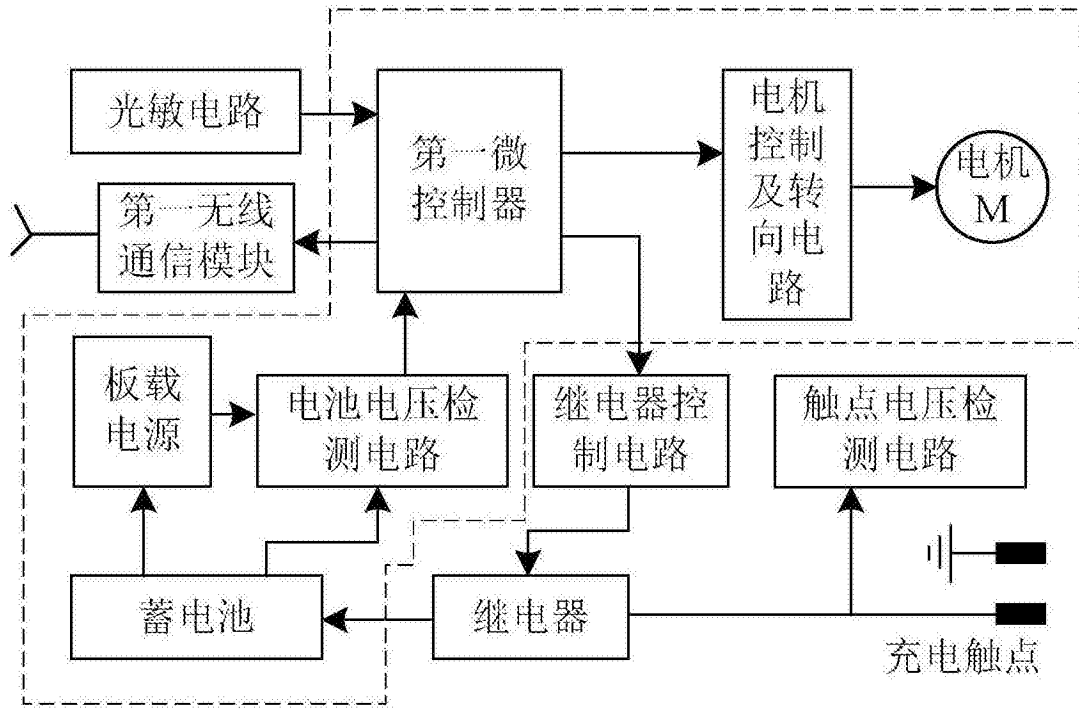 光敏电路
第一微
控制器
电机
控制
及转
向电
路
电机
M
第一无线
通信模块
板载
电源
电池电压检
测电路
继电器控
制电路
触点电压检
测电路
蓄电池
继电器
充电触点